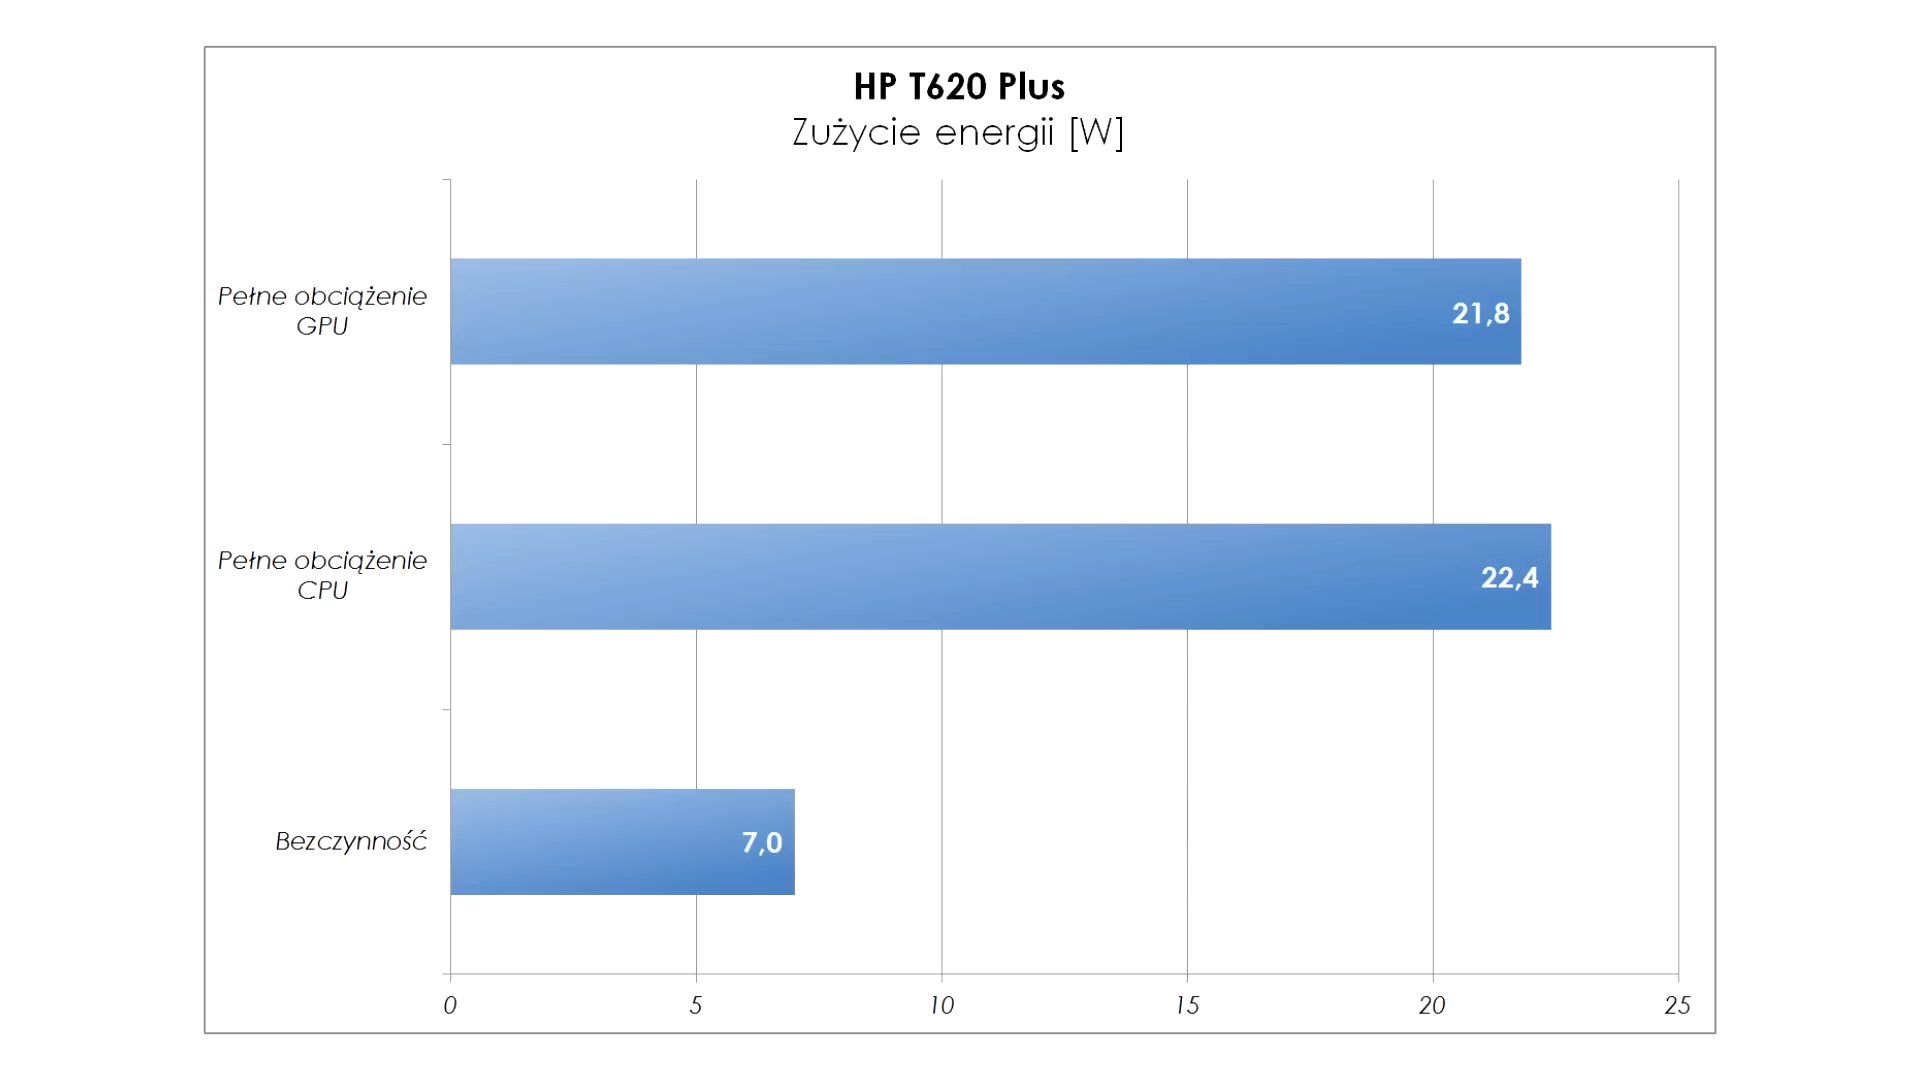 HP T620 Plus
Zużycie energii [W]
Pełne obciążenie
GPU
21,8
Pełne obciążenie
CPU
22,4
Bezczynność
7,0
0 5 10 15 20 25